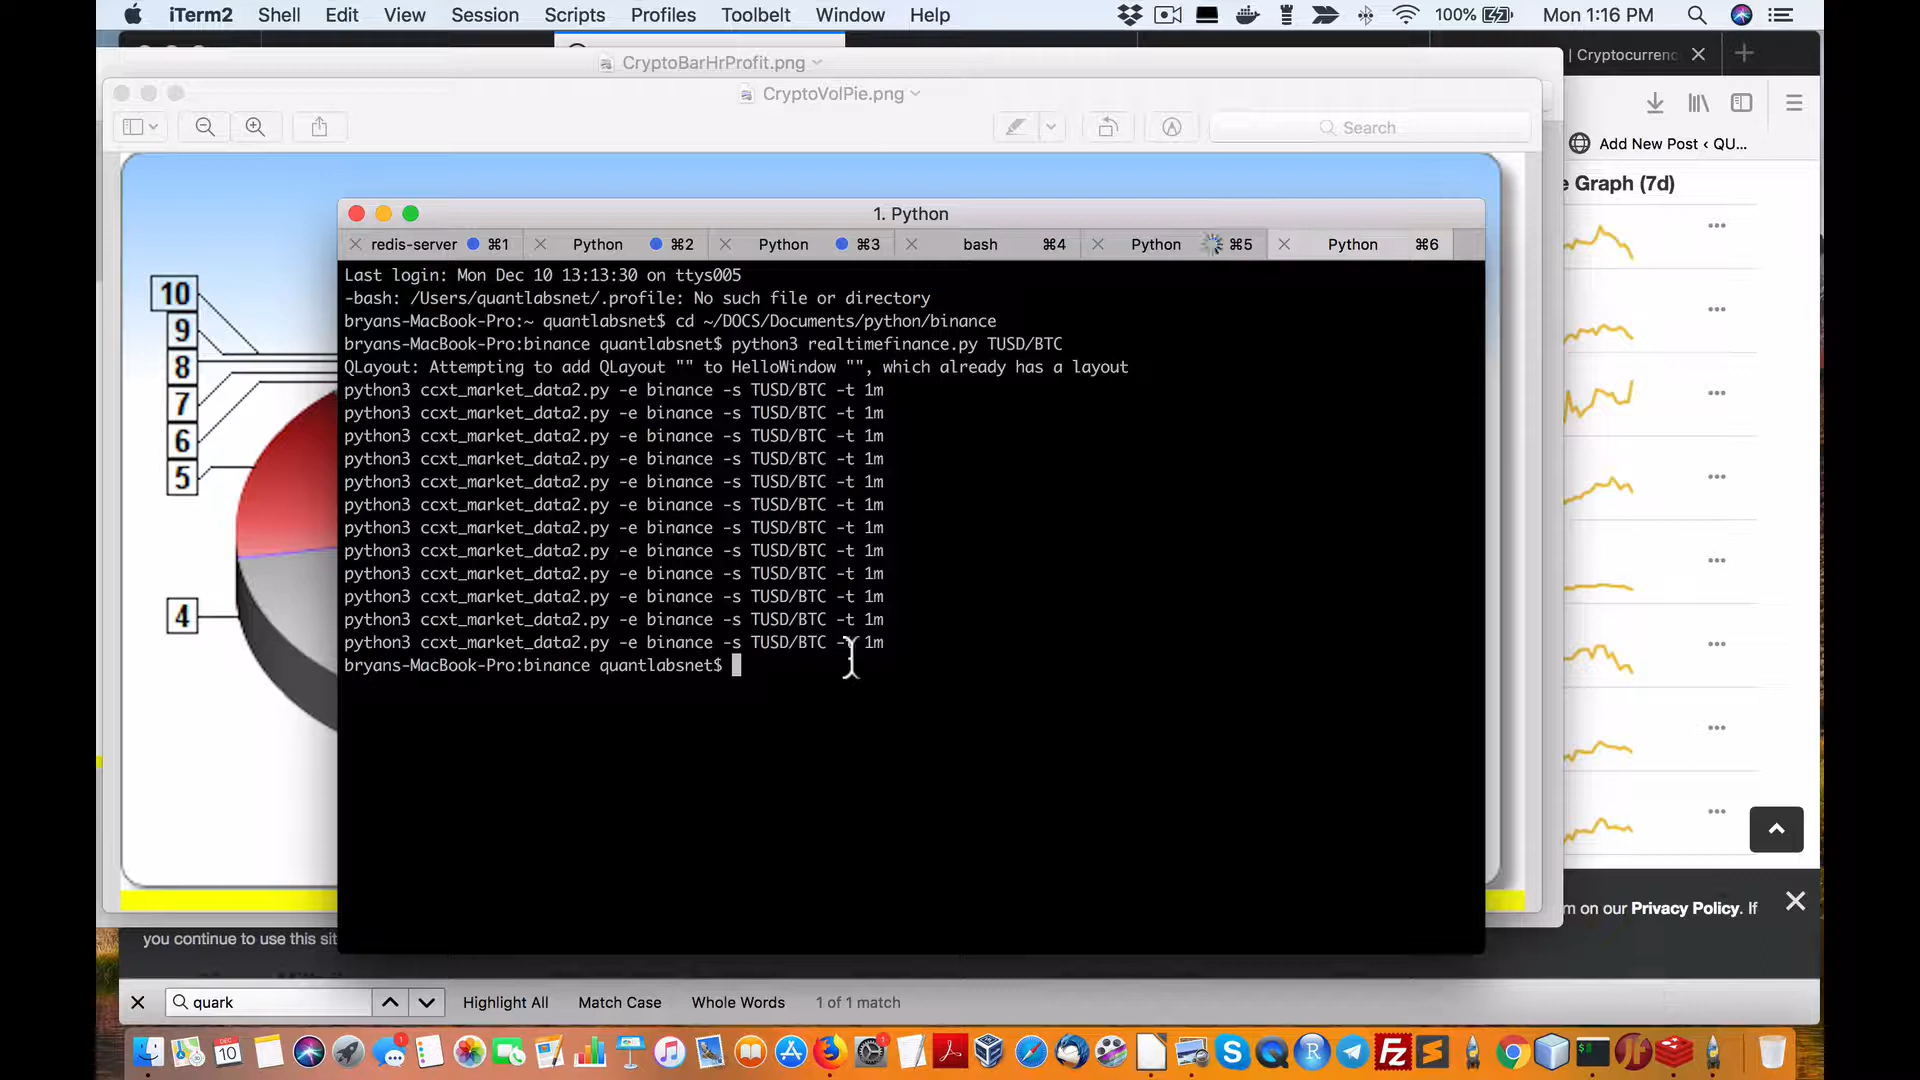 iTerm2 Shell Edit View Session Scripts Profiles Toolbelt Window Help 100% Mon 1:16 PM
CryptoBarHrProfit.png
| Cryptocurrenc
CryptoVolPie.png
Search
Add New Post ‹ QU...
e Graph (7d)
1. Python
redis-server ⌘1 Python ⌘2 Python ⌘3 bash ⌘4 Python ⌘5 Python ⌘6
Last login: Mon Dec 10 13:13:30 on ttys005
-bash: /Users/quantlabsnet/.profile: No such file or directory
bryans-MacBook-Pro:~ quantlabsnet$ cd ~/DOCS/Documents/python/binance
bryans-MacBook-Pro:binance quantlabsnet$ python3 realtimefinance.py TUSD/BTC
QLayout: Attempting to add QLayout "" to HelloWindow "", which already has a layout
python3 ccxt_market_data2.py -e binance -s TUSD/BTC -t 1m
python3 ccxt_market_data2.py -e binance -s TUSD/BTC -t 1m
python3 ccxt_market_data2.py -e binance -s TUSD/BTC -t 1m
python3 ccxt_market_data2.py -e binance -s TUSD/BTC -t 1m
python3 ccxt_market_data2.py -e binance -s TUSD/BTC -t 1m
python3 ccxt_market_data2.py -e binance -s TUSD/BTC -t 1m
python3 ccxt_market_data2.py -e binance -s TUSD/BTC -t 1m
python3 ccxt_market_data2.py -e binance -s TUSD/BTC -t 1m
python3 ccxt_market_data2.py -e binance -s TUSD/BTC -t 1m
python3 ccxt_market_data2.py -e binance -s TUSD/BTC -t 1m
python3 ccxt_market_data2.py -e binance -s TUSD/BTC -t 1m
python3 ccxt_market_data2.py -e binance -s TUSD/BTC -t 1m
bryans-MacBook-Pro:binance quantlabsnet$
10
9
8
7
6
5
4
m on our Privacy Policy. If
you continue to use this sit
quark Highlight All Match Case Whole Words 1 of 1 match
DEC
10